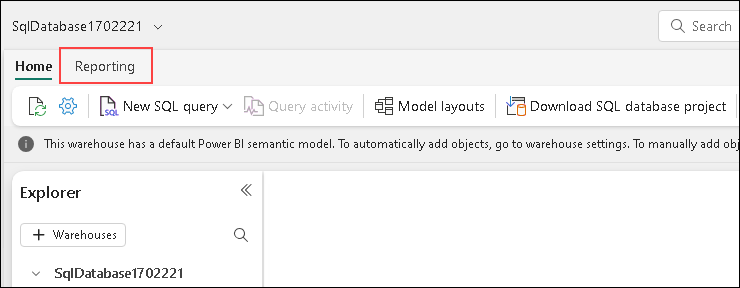 SqlDatabase1702221
Search
Home Reporting
SQL New SQL query Query activity Model layouts Download SQL database project
This warehouse has a default Power BI semantic model. To automatically add objects, go to warehouse settings. To manually add obj
Explorer
+ Warehouses
SqlDatabase1702221